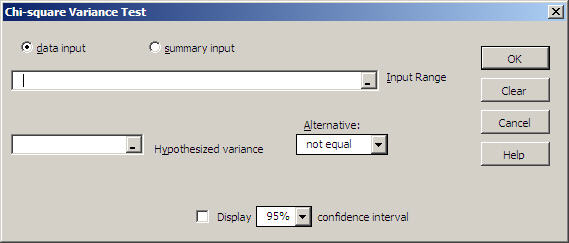 Chi-square Variance Test
data input
summary input
OK
Input Range
Clear
Alternative:
Cancel
Hypothesized variance
not equal
Help
Display 95% confidence interval